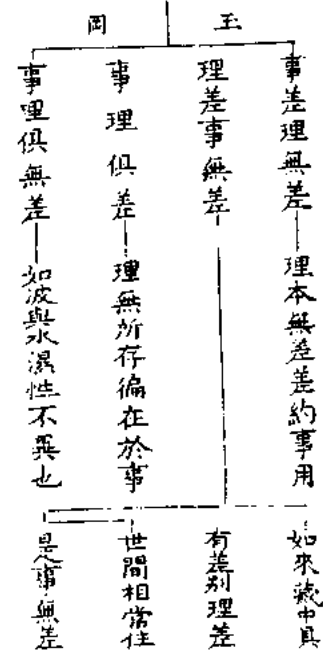 玉岡
事差理無差
理差事無差
事理俱差
事理俱無差
理本無差差約事用
理無所存徧在於事
如波與水濕性不異也
如來藏中具
有差別理差
世間相常住
是事無差